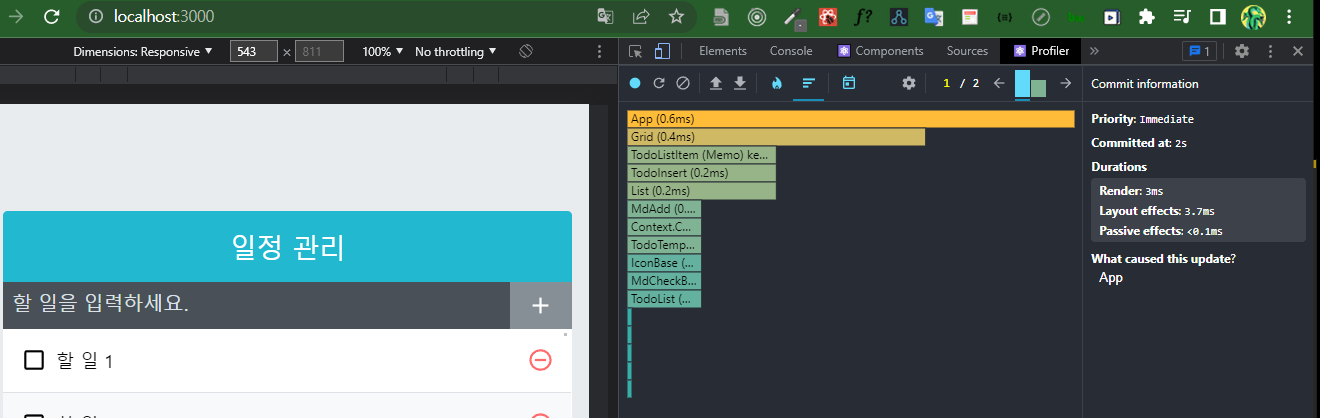 localhost:3000
Dimensions: Responsive ▼ 543 × 811 100% ▼ No throttling ▼
Elements Console Components Sources Profiler » 1
1 / 2
Commit information
App (0.6ms)
Grid (0.4ms)
TodoListItem (Memo) ke...
TodoInsert (0.2ms)
List (0.2ms)
MdAdd (0....
Context.C...
TodoTemp...
IconBase (...
MdCheckB...
TodoList (...
Priority: Immediate
Committed at: 2s
Durations
Render: 3ms
Layout effects: 3.7ms
Passive effects: <0.1ms
What caused this update?
App
일정 관리
할 일을 입력하세요. +
할 일 1